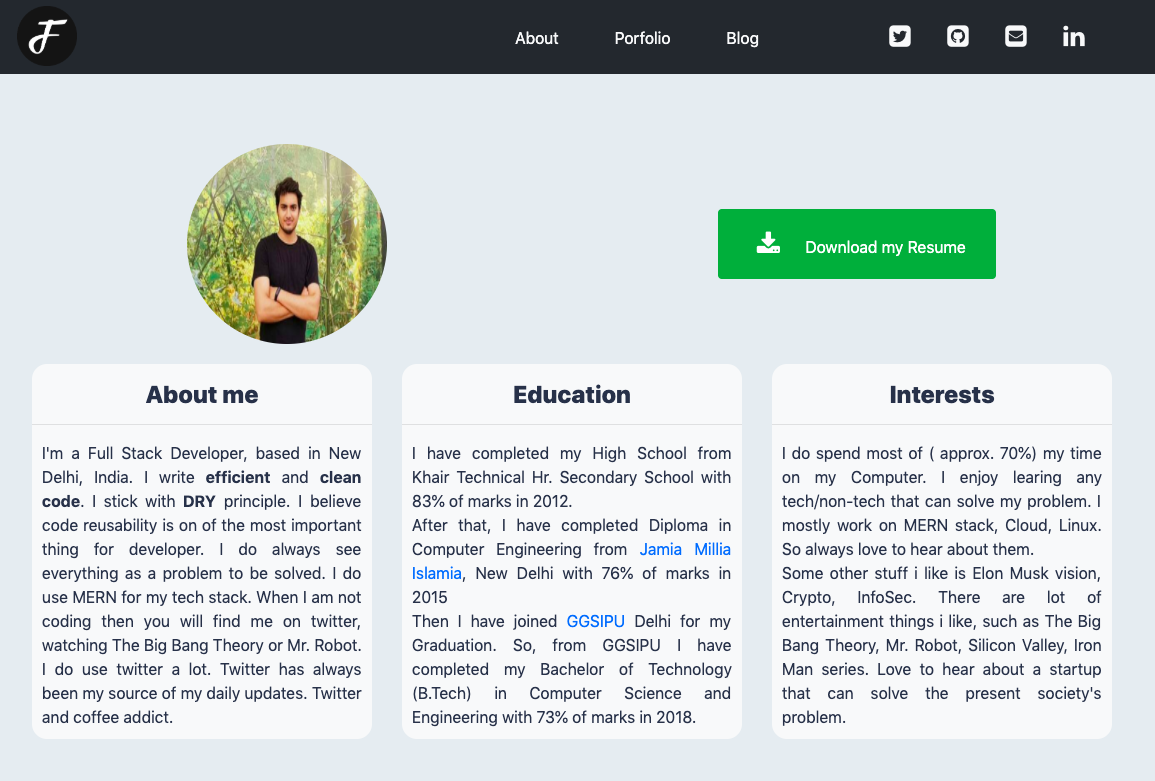 F
About Porfolio Blog
in
Download my Resume
About me
I'm a Full Stack Developer, based in New
Delhi, India. I write efficient and clean
code. I stick with DRY principle. I believe
code reusability is on of the most important
thing for developer. I do always see
everything as a problem to be solved. I do
use MERN for my tech stack. When I am not
coding then you will find me on twitter,
watching The Big Bang Theory or Mr. Robot.
I do use twitter a lot. Twitter has always
been my source of my daily updates. Twitter
and coffee addict.
Education
I have completed my High School from
Khair Technical Hr. Secondary School with
83% of marks in 2012.
After that, I have completed Diploma in
Computer Engineering from Jamia Millia
Islamia, New Delhi with 76% of marks in
2015
Then I have joined GGSIPU Delhi for my
Graduation. So, from GGSIPU I have
completed my Bachelor of Technology
(B.Tech) in Computer Science and
Engineering with 73% of marks in 2018.
Interests
I do spend most of ( approx. 70%) my time
on my Computer. I enjoy learing any
tech/non-tech that can solve my problem. I
mostly work on MERN stack, Cloud, Linux.
So always love to hear about them.
Some other stuff i like is Elon Musk vision,
Crypto, InfoSec. There are lot of
entertainment things i like, such as The Big
Bang Theory, Mr. Robot, Silicon Valley, Iron
Man series. Love to hear about a startup
that can solve the present society's
problem.